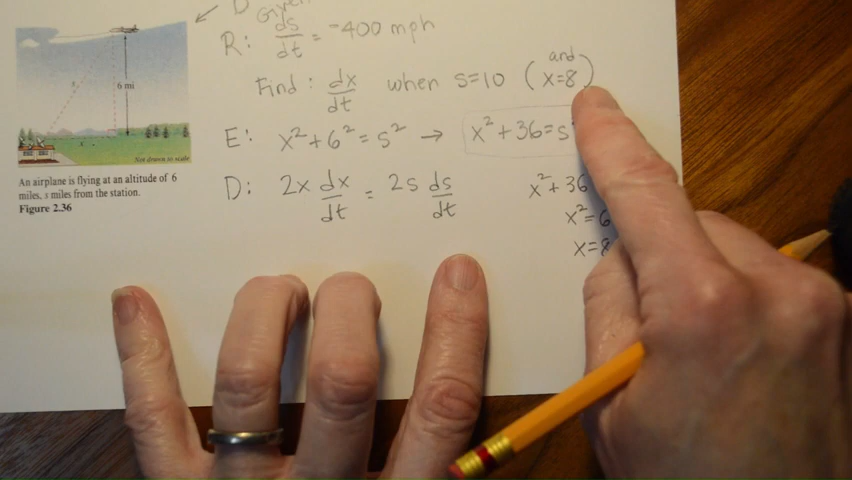 D
Given
R: ds/dt = -400 mph
6 mi
and
Find: dx/dt when s=10 (x=8)
E: x²+6²=s² → x²+36=s
Not drawn to scale
An airplane is flying at an altitude of 6
miles, s miles from the station.
Figure 2.36
D: 2x dx/dt = 2s ds/dt
x²+36
x²=6
x=8